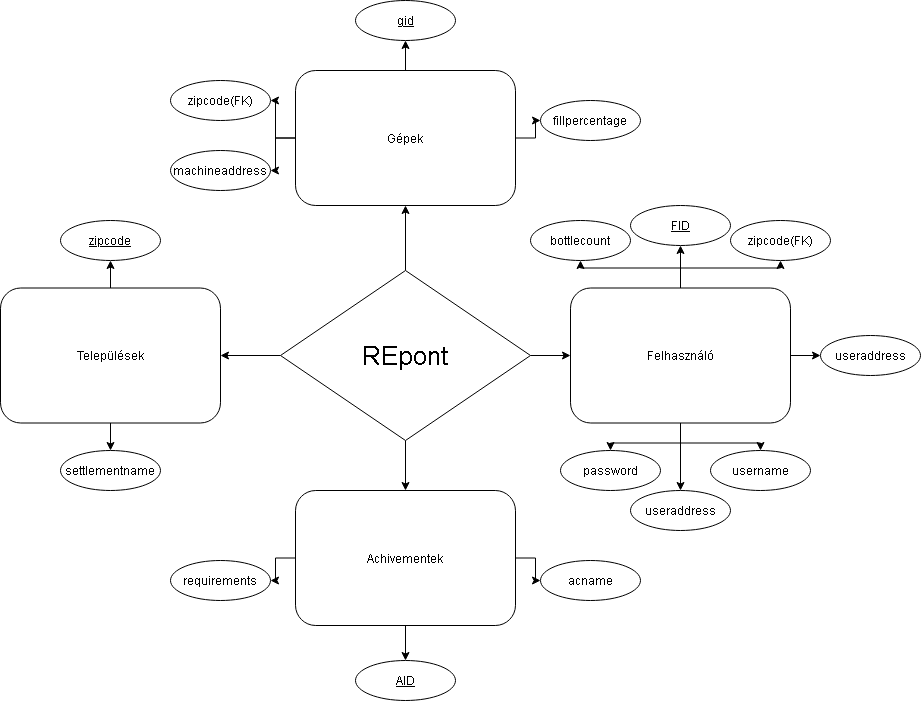 gid
zipcode(FK)
fillpercentage
Gépek
machineaddress
zipcode
bottlecount
FID
zipcode(FK)
Települések
REpont
Felhasználó
useraddress
settlementname
password
username
useraddress
requirements
Achivementek
acname
AID